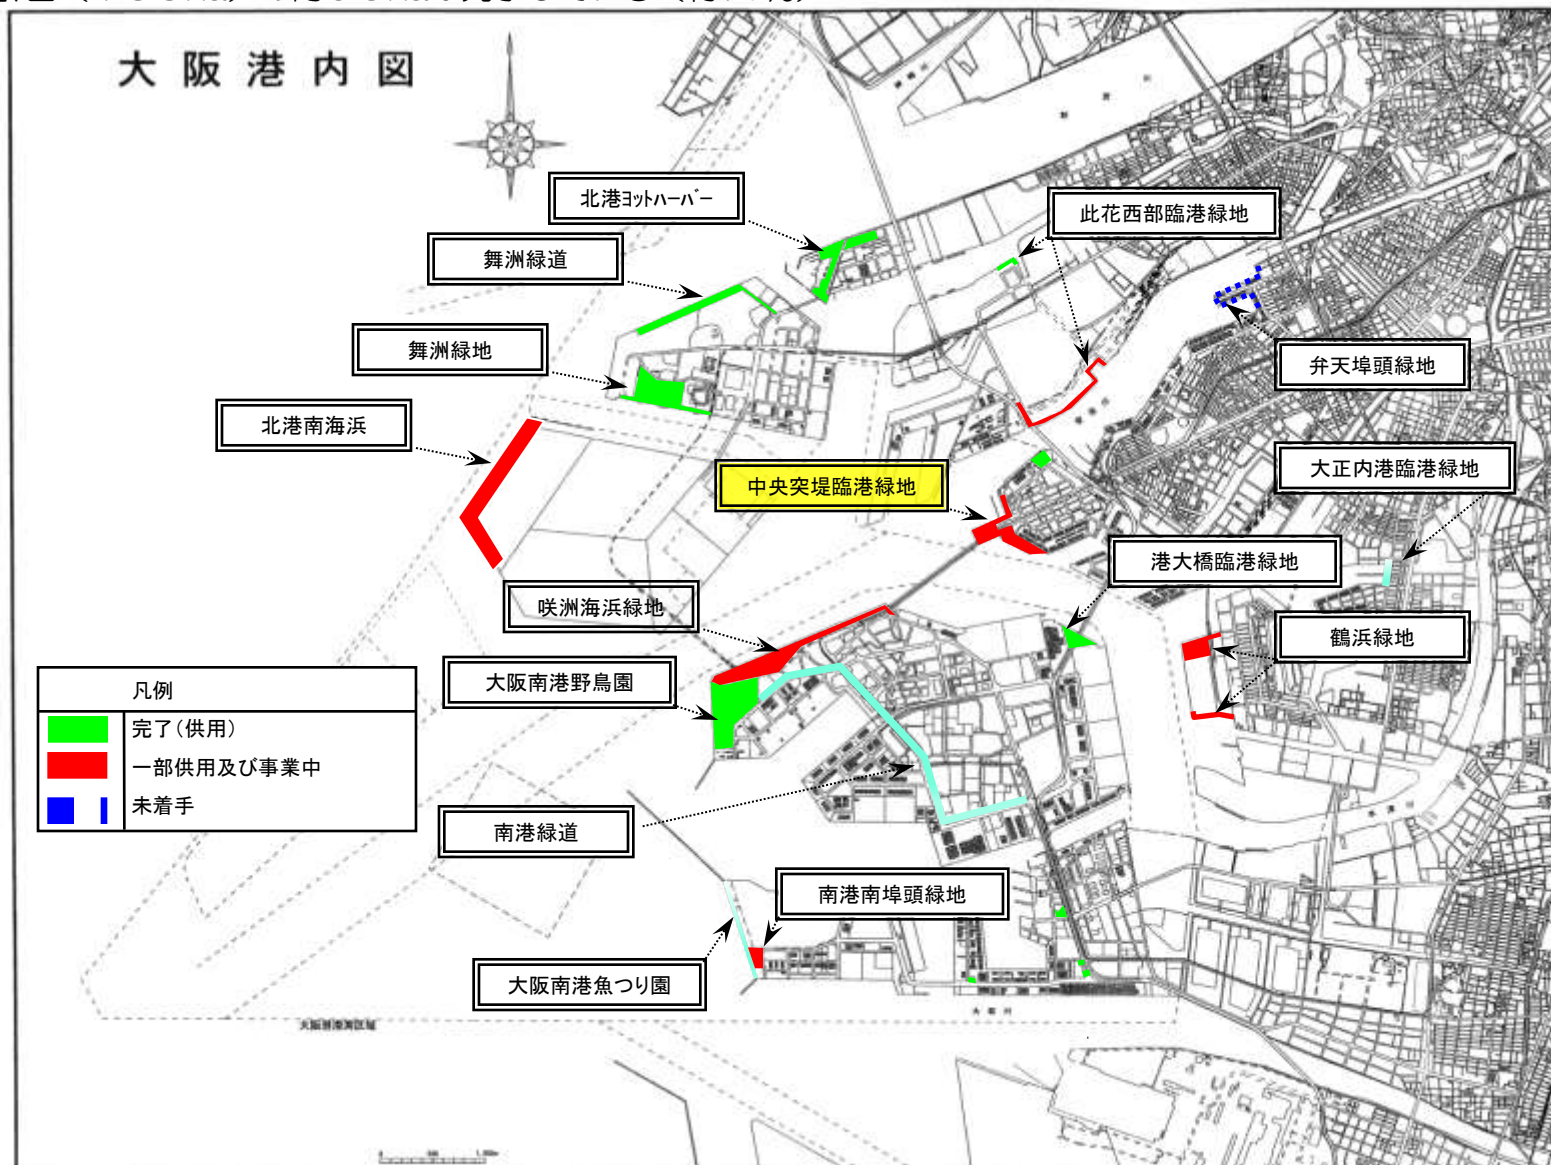 大阪港内図
北港ヨットハーバー
此花西部臨港緑地
舞洲緑道
舞洲緑地
弁天埠頭緑地
北港南海浜
大正内港臨港緑地
中央突堤臨港緑地
港大橋臨港緑地
咲洲海浜緑地
鶴浜緑地
大阪南港野鳥園
凡例
完了(供用)
一部供用及び事業中
未着手
南港緑道
南港南埠頭緑地
大阪南港魚つり園